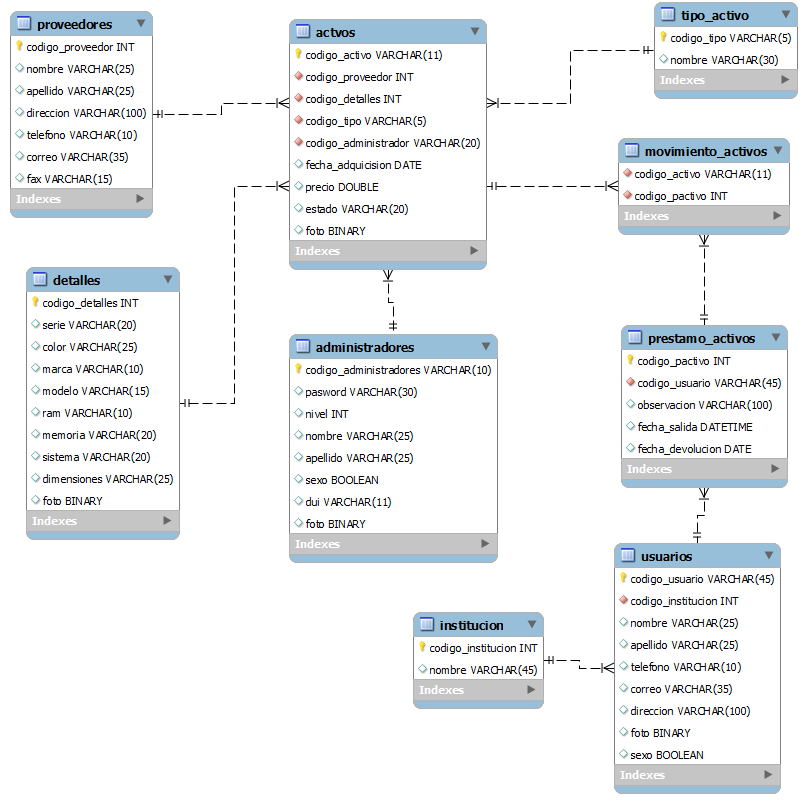 proveedores
codigo_proveedor INT
nombre VARCHAR(25)
apellido VARCHAR(25)
direccion VARCHAR(100)
telefono VARCHAR(10)
correo VARCHAR(35)
fax VARCHAR(15)
Indexes
actvos
codigo_activo VARCHAR(11)
codigo_proveedor INT
codigo_detalles INT
codigo_tipo VARCHAR(5)
codigo_administrador VARCHAR(20)
fecha_adquicision DATE
precio DOUBLE
estado VARCHAR(20)
foto BINARY
Indexes
tipo_activo
codigo_tipo VARCHAR(5)
nombre VARCHAR(30)
Indexes
movimiento_activos
codigo_activo VARCHAR(11)
codigo_pactivo INT
Indexes
detalles
codigo_detalles INT
serie VARCHAR(20)
color VARCHAR(25)
marca VARCHAR(10)
modelo VARCHAR(15)
ram VARCHAR(10)
memoria VARCHAR(20)
sistema VARCHAR(20)
dimensiones VARCHAR(25)
foto BINARY
Indexes
administradores
codigo_administradores VARCHAR(10)
pasword VARCHAR(30)
nivel INT
nombre VARCHAR(25)
apellido VARCHAR(25)
sexo BOOLEAN
dui VARCHAR(11)
foto BINARY
Indexes
prestamo_activos
codigo_pactivo INT
codigo_usuario VARCHAR(45)
observacion VARCHAR(100)
fecha_salida DATETIME
fecha_devolucion DATE
Indexes
institucion
codigo_institucion INT
nombre VARCHAR(45)
Indexes
usuarios
codigo_usuario VARCHAR(45)
codigo_institucion INT
nombre VARCHAR(25)
apellido VARCHAR(25)
telefono VARCHAR(10)
correo VARCHAR(35)
direccion VARCHAR(100)
foto BINARY
sexo BOOLEAN
Indexes